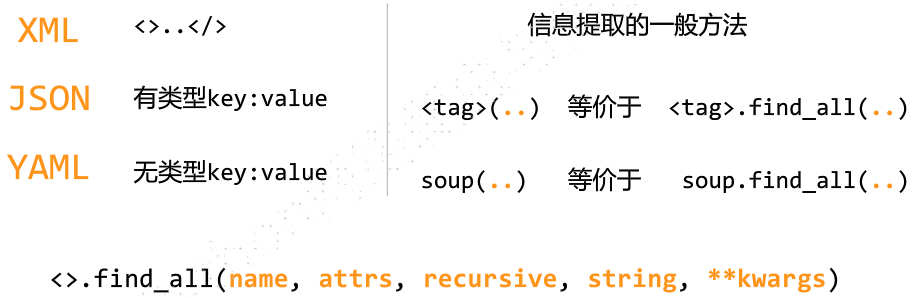 XML <>..</>
JSON 有类型key:value
YAML 无类型key:value
信息提取的一般方法
<tag>(..) 等价于 <tag>.find_all(..)
soup(..) 等价于 soup.find_all(..)
<>.find_all(name, attrs, recursive, string, **kwargs)